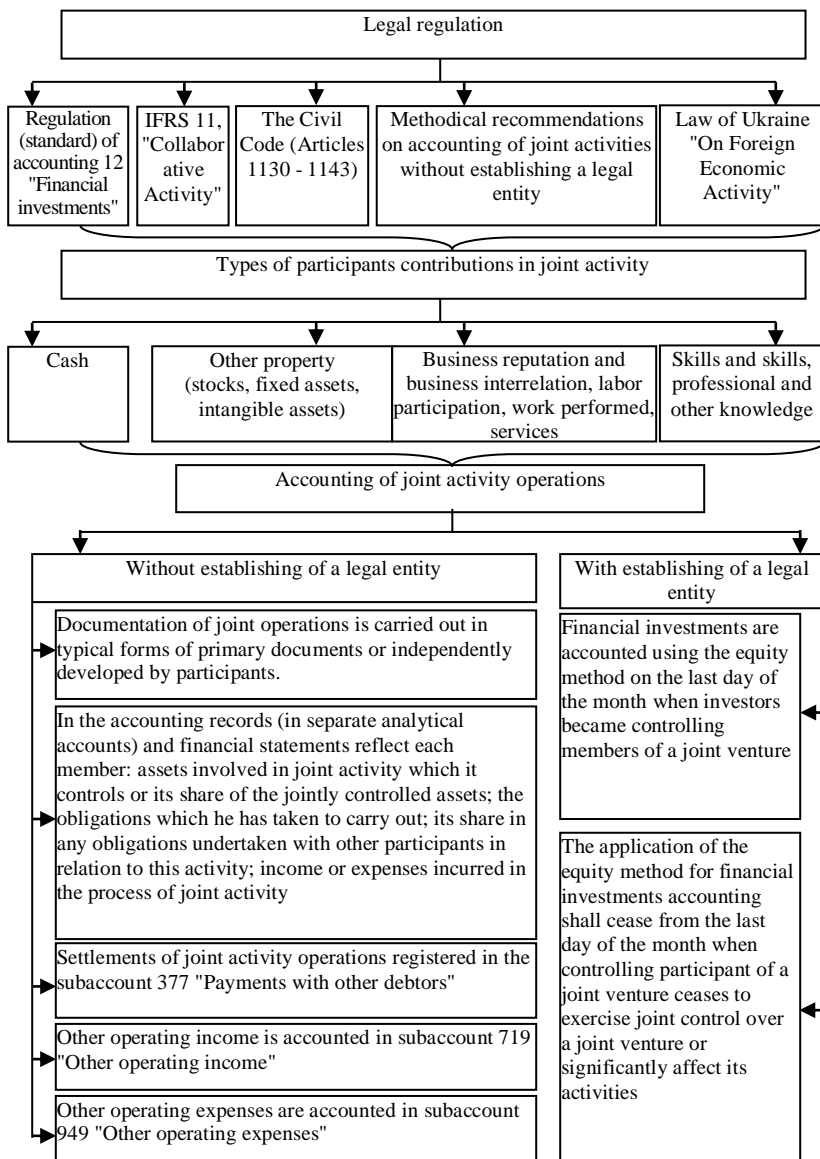 Legal regulation
Regulation
(standard) of
accounting 12
"Financial
investments"
IFRS 11,
"Collabor
ative
Activity"
The Civil
Code (Articles
1130 - 1143)
Methodical recommendations
on accounting of joint activities
without establishing a legal
entity
Law of Ukraine
"On Foreign
Economic
Activity"
Types of participants contributions in joint activity
Cash
Other property
(stocks, fixed assets,
intangible assets)
Business reputation and
business interrelation, labor
participation, work performed,
services
Skills and skills,
professional and
other knowledge
Accounting of joint activity operations
Without establishing of a legal entity
Documentation of joint operations is carried out in
typical forms of primary documents or independently
developed by participants.
In the accounting records (in separate analytical
accounts) and financial statements reflect each
member: assets involved in joint activity which it
controls or its share of the jointly controlled assets; the
obligations which he has taken to carry out; its share in
any obligations undertaken with other participants in
relation to this activity; income or expenses incurred in
the process of joint activity
Settlements of joint activity operations registered in the
subaccount 377 "Payments with other debtors"
Other operating income is accounted in subaccount 719
"Other operating income"
Other operating expenses are accounted in subaccount
949 "Other operating expenses"
With establishing of a legal
entity
Financial investments are
accounted using the equity
method on the last day of
the month when investors
became controlling
members of a joint venture
The application of the
equity method for financial
investments accounting
shall cease from the last
day of the month when
controlling participant of a
joint venture ceases to
exercise joint control over
a joint venture or
significantly affect its
activities